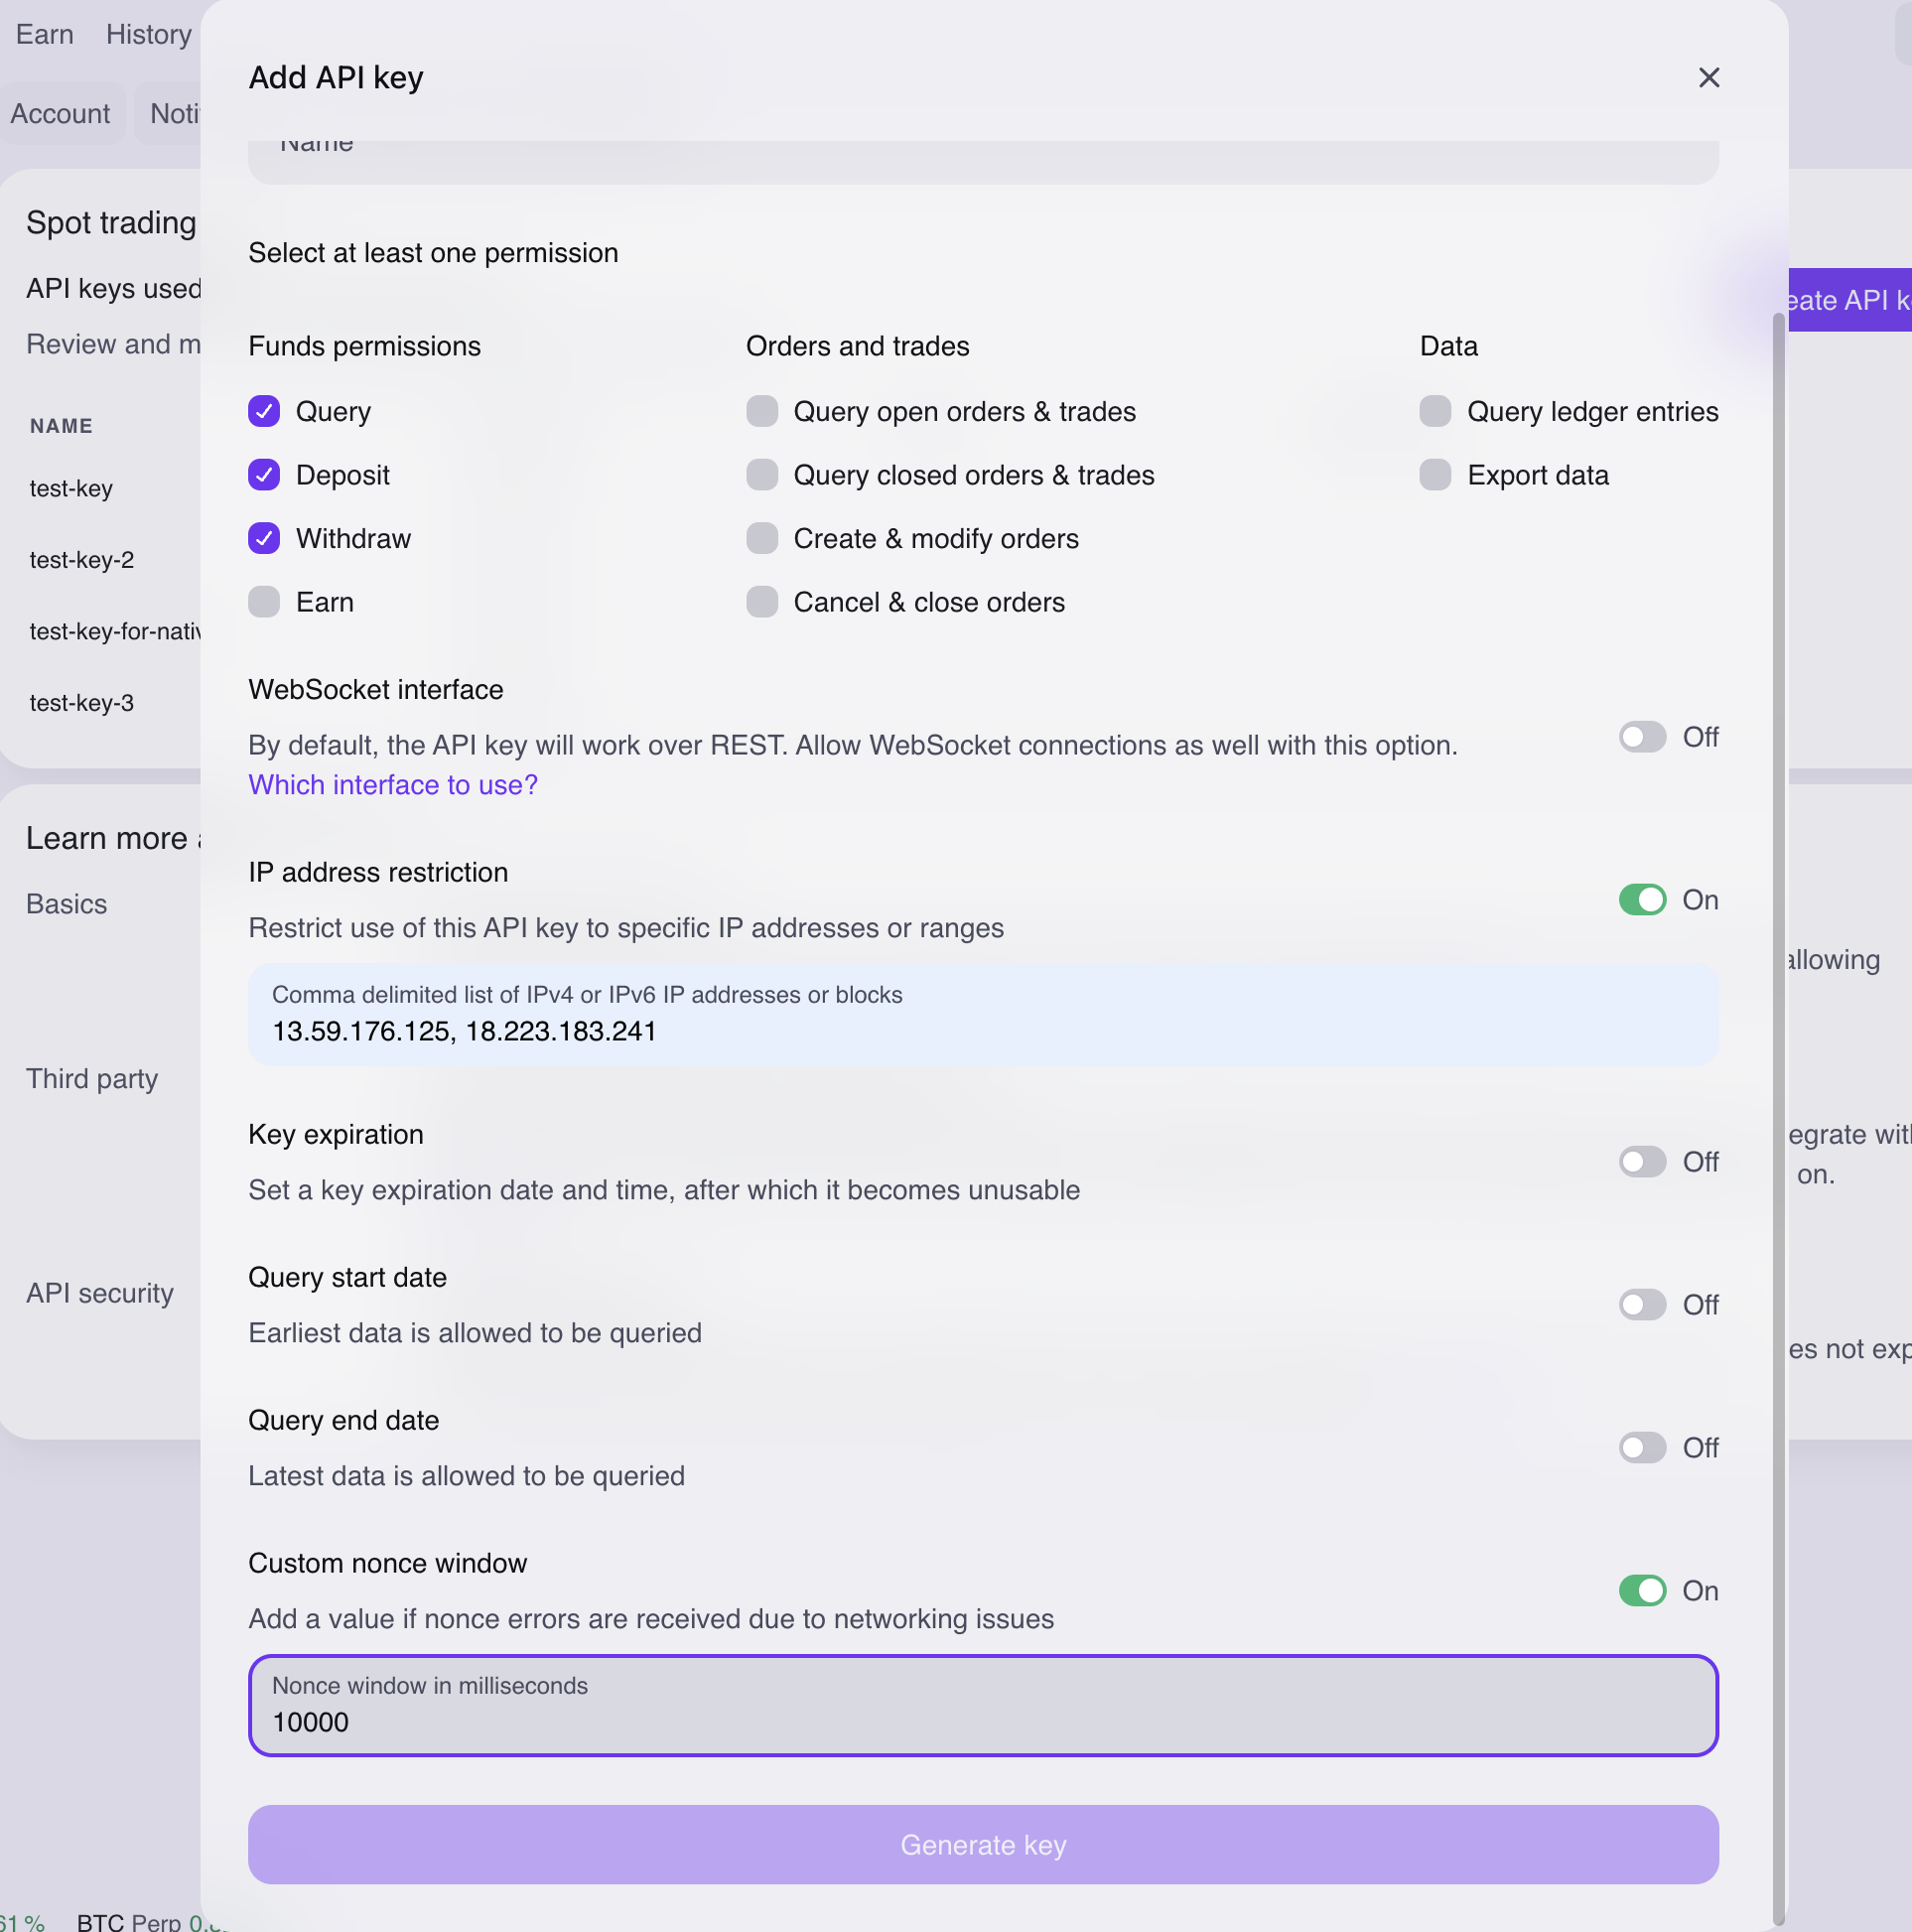 Earn History
Account Noti
Add API key
Name
Spot trading
API keys used
Review and m
eate API k
NAME
test-key
test-key-2
test-key-for-nativ
test-key-3
Select at least one permission
Funds permissions
Query
Deposit
Withdraw
Earn
Orders and trades
Query open orders & trades
Query closed orders & trades
Create & modify orders
Cancel & close orders
Data
Query ledger entries
Export data
WebSocket interface
By default, the API key will work over REST. Allow WebSocket connections as well with this option.
Which interface to use?
Off
Learn more
Basics
Third party
API security
IP address restriction
Restrict use of this API key to specific IP addresses or ranges
On
Comma delimited list of IPv4 or IPv6 IP addresses or blocks
13.59.176.125, 18.223.183.241
allowing
Key expiration
Set a key expiration date and time, after which it becomes unusable
Off
egrate wit
on.
Query start date
Earliest data is allowed to be queried
Off
es not exp
Query end date
Latest data is allowed to be queried
Off
Custom nonce window
Add a value if nonce errors are received due to networking issues
On
Nonce window in milliseconds
10000
Generate key
61 % BTC Perp